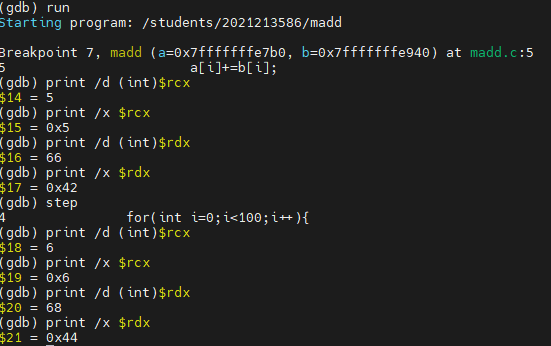 (gdb) run
Starting program: /students/2021213586/madd

Breakpoint 7, madd (a=0x7fffffffe7b0, b=0x7fffffffe940) at madd.c:5
5                       a[i]+=b[i];
(gdb) print /d (int)$rcx
$14 = 5
(gdb) print /x $rcx
$15 = 0x5
(gdb) print /d (int)$rdx
$16 = 66
(gdb) print /x $rdx
$17 = 0x42
(gdb) step
4               for(int i=0;i<100;i++){
(gdb) print /d (int)$rcx
$18 = 6
(gdb) print /x $rcx
$19 = 0x6
(gdb) print /d (int)$rdx
$20 = 68
(gdb) print /x $rdx
$21 = 0x44